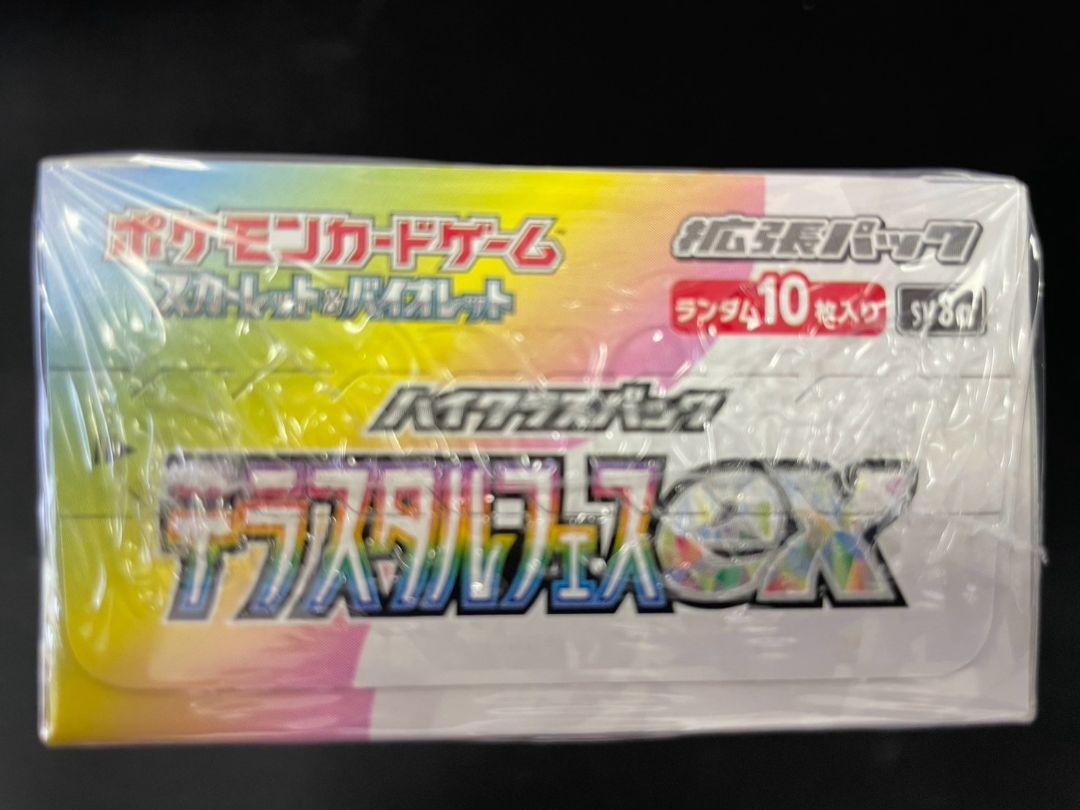 ポケモンカードゲーム
拡張パック
スカーレット&バイオレット
ランダム10枚入り
sv8a
ハイクラスパック
テラスタルフェスex